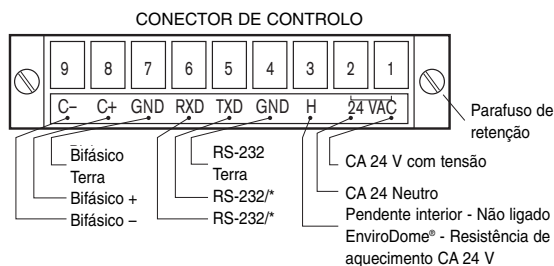 CONECTOR DE CONTROLO
9 8 7 6 5 4 3 2 1
C– C+ GND RXD TXD GND H 24 VAC
Parafuso de
retenção
Bifásico
Terra
Bifásico +
Bifásico –
RS-232
Terra
RS-232/*
RS-232/*
CA 24 V com tensão
CA 24 Neutro
Pendente interior - Não ligado
EnviroDome® - Resistência de
aquecimento CA 24 V